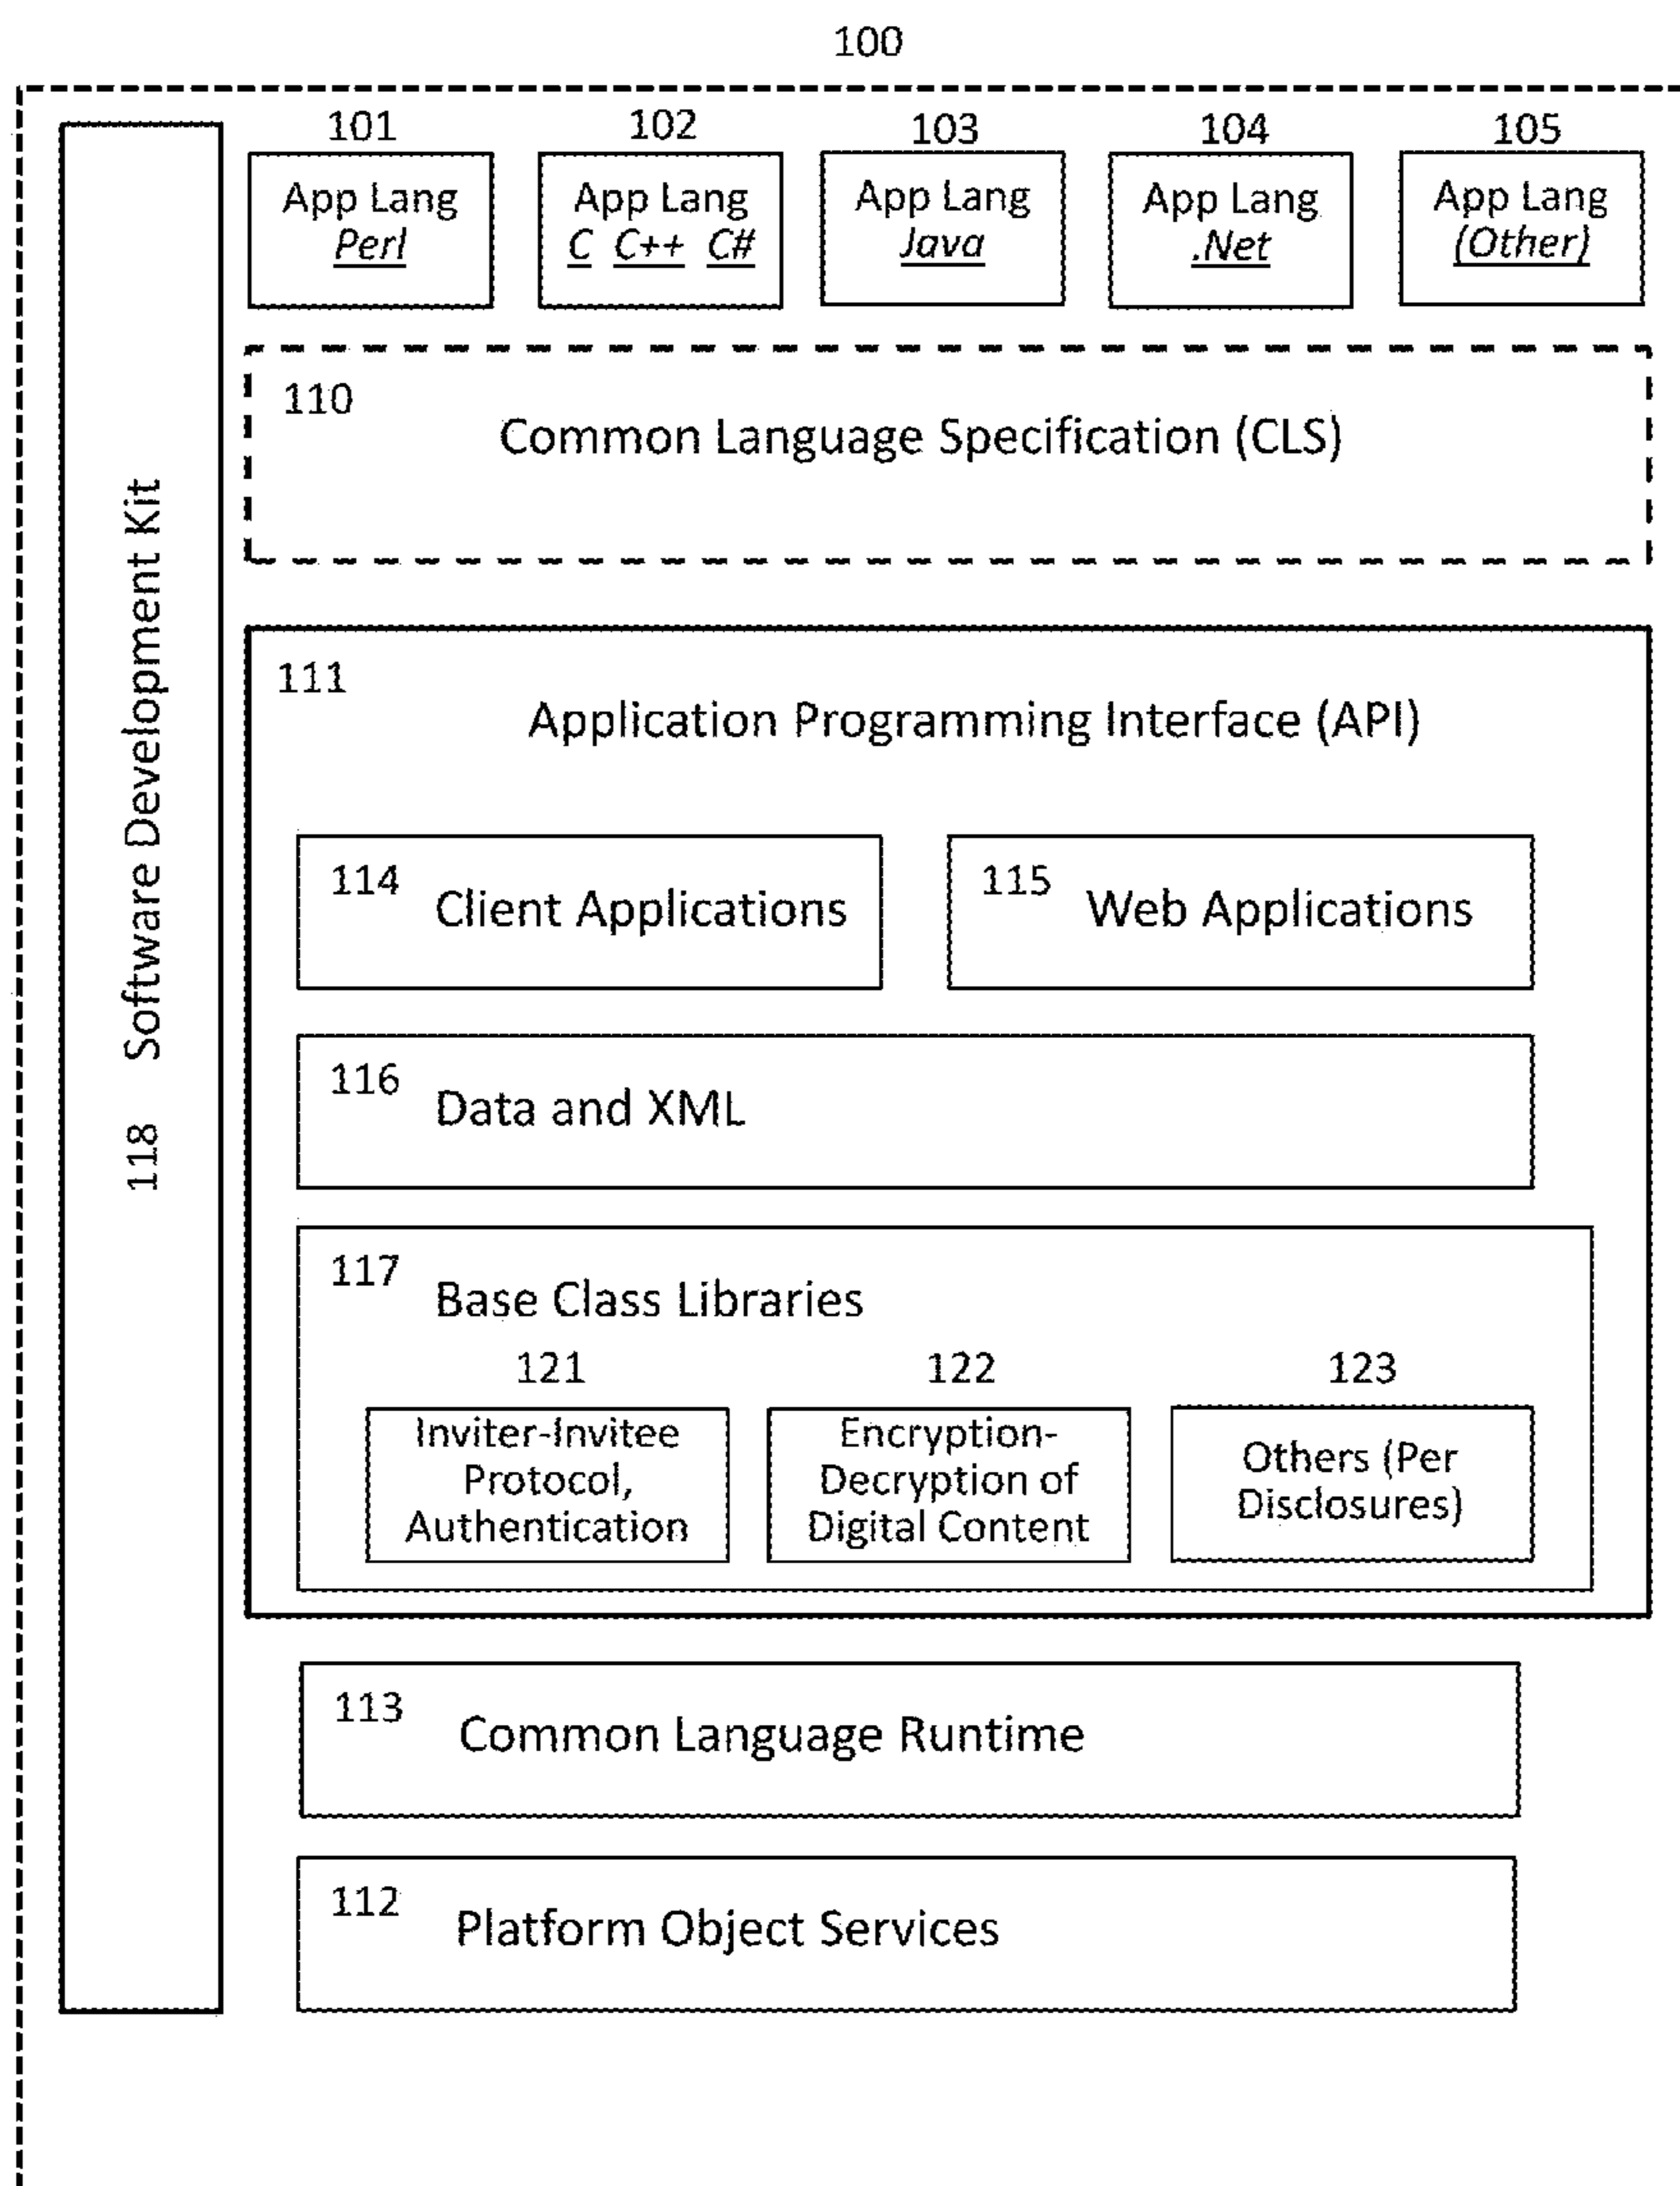 100
101
App Lang
Perl
102
App Lang
C C++ C#
103
App Lang
Java
104
App Lang
.Net
105
App Lang
(Other)
118 Software Development Kit
110
Common Language Specification (CLS)
111
Application Programming Interface (API)
114
Client Applications
115
Web Applications
116
Data and XML
117
Base Class Libraries
121
Inviter-Invitee
Protocol,
Authentication
122
Encryption-
Decryption of
Digital Content
123
Others (Per
Disclosures)
113
Common Language Runtime
112
Platform Object Services